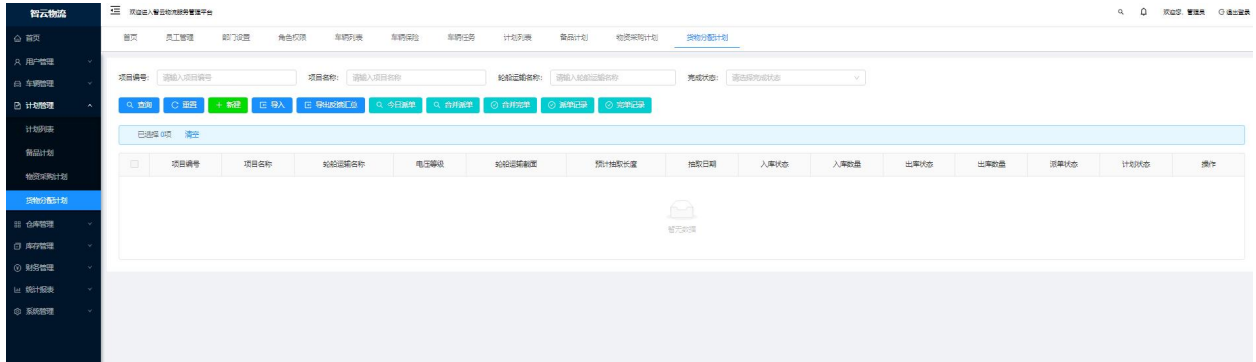 智云物流
欢迎进入智云物流服务管理平台
欢迎您，管理员 退出登录
首页 员工管理 部门设置 角色权限 车辆列表 车辆保险 车辆任务 计划列表 备品计划 物资采购计划 货物分配计划
首页
用户管理
车辆管理
计划管理
计划列表
备品计划
物资采购计划
货物分配计划
仓库管理
库存管理
财务管理
统计报表
系统管理
项目编号: 请输入项目编号 项目名称: 请输入项目名称 轮船运输名称: 请输入轮船运输名称 完成状态: 请选择完成状态
查询 重置 新建 导入 导出反馈汇总 今日派单 合并派单 合并完单 派单记录 完单记录
已选择 0项 清空
项目编号 项目名称 轮船运输名称 电压等级 轮船运输截面 预计抽取长度 抽取日期 入库状态 入库数量 出库状态 出库数量 派单状态 计划状态 操作
暂无数据